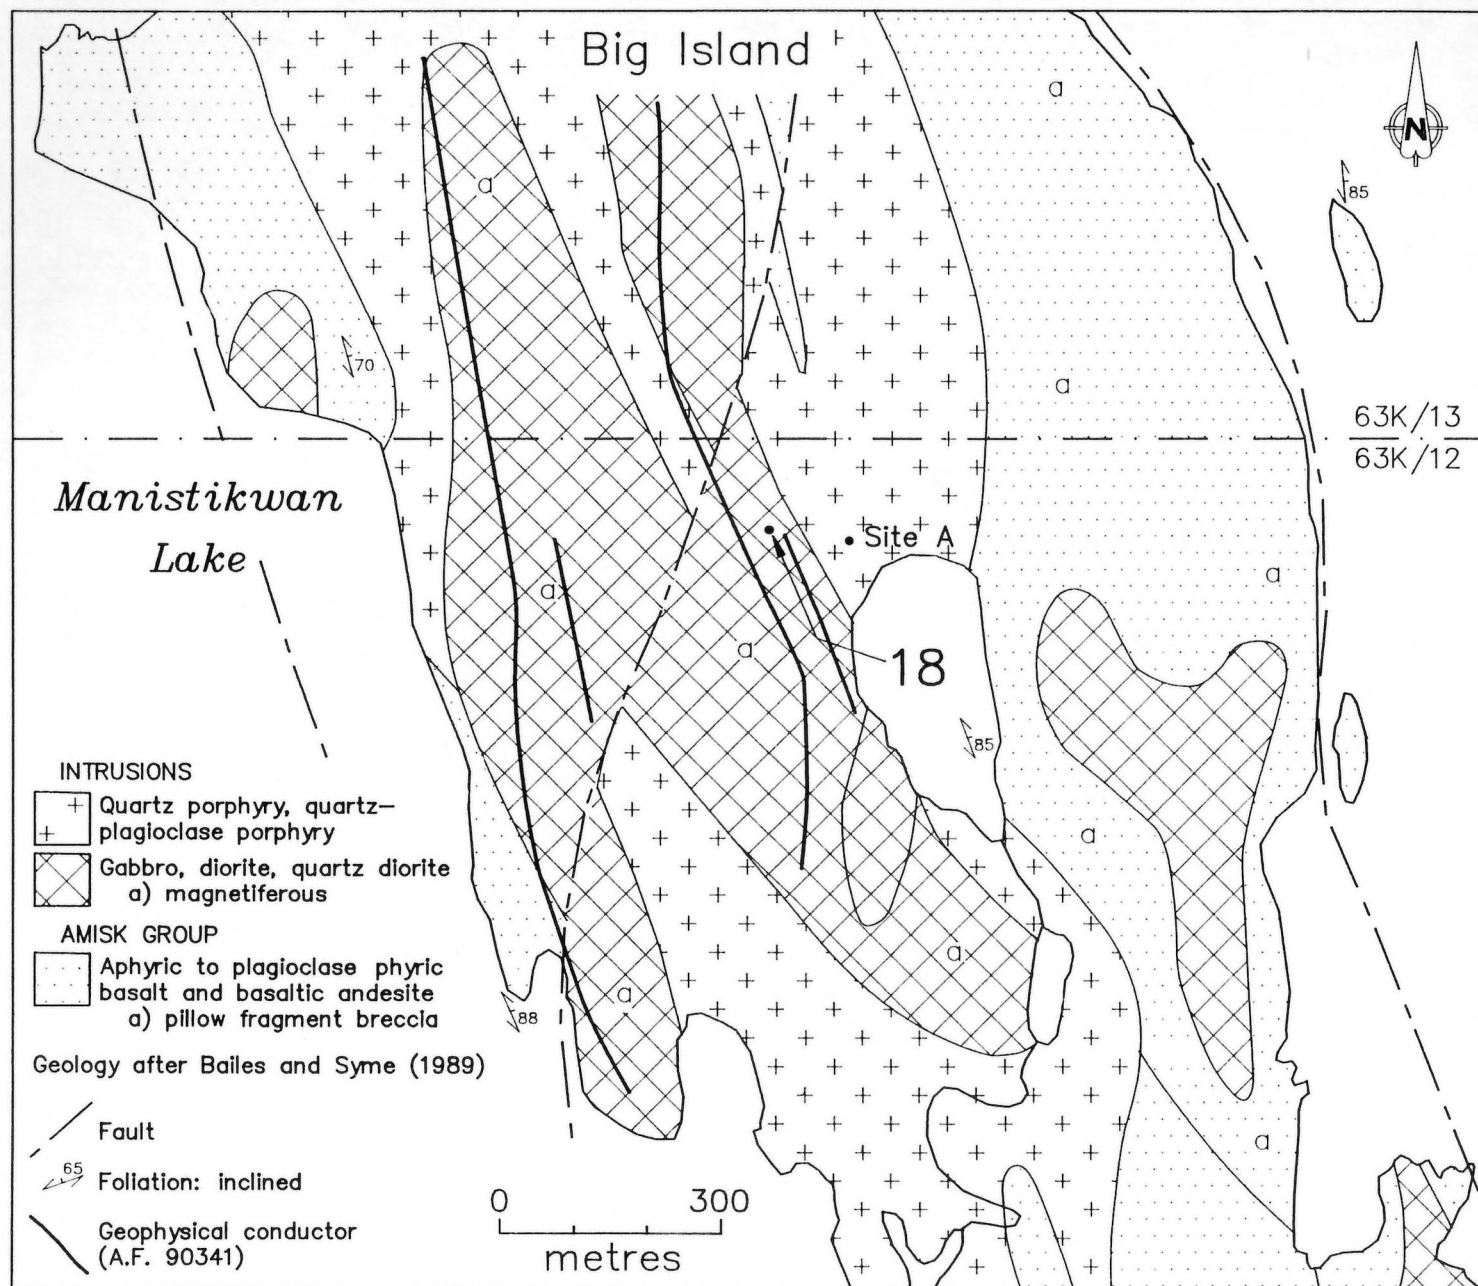 Big Island
N
a
a
85
a
70
a
63K/13
63K/12
Manistikwan
Lake
Site A
a
a
a
18
85
a
INTRUSIONS
Quartz porphyry, quartz-
plagioclase porphyry
Gabbro, diorite, quartz diorite
a) magnetiferous
AMISK GROUP
Aphyric to plagioclase phyric
basalt and basaltic andesite
a) pillow fragment breccia
a
a
88
Geology after Bailes and Syme (1989)
Fault
a
65
Foliation: inclined
Geophysical conductor
(A.F. 90341)
0 300
metres